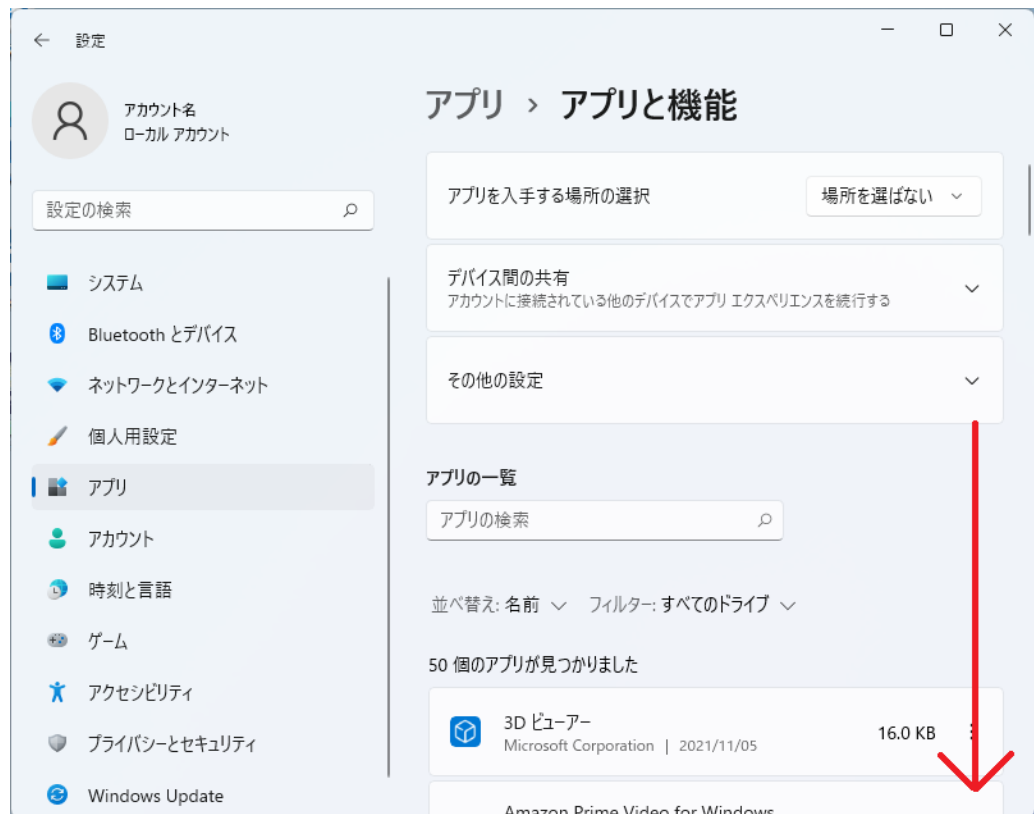 設定
アカウント名
ローカル アカウント
設定の検索
システム
Bluetooth とデバイス
ネットワークとインターネット
個人用設定
アプリ
アカウント
時刻と言語
ゲーム
アクセシビリティ
プライバシーとセキュリティ
Windows Update
アプリ › アプリと機能
アプリを入手する場所の選択 場所を選ばない
デバイス間の共有
アカウントに接続されている他のデバイスでアプリ エクスペリエンスを続行する
その他の設定
アプリの一覧
アプリの検索
並べ替え: 名前 フィルター: すべてのドライブ
50 個のアプリが見つかりました
3D ビューアー 16.0 KB
Microsoft Corporation | 2021/11/05
Amazon Prime Video for Windows